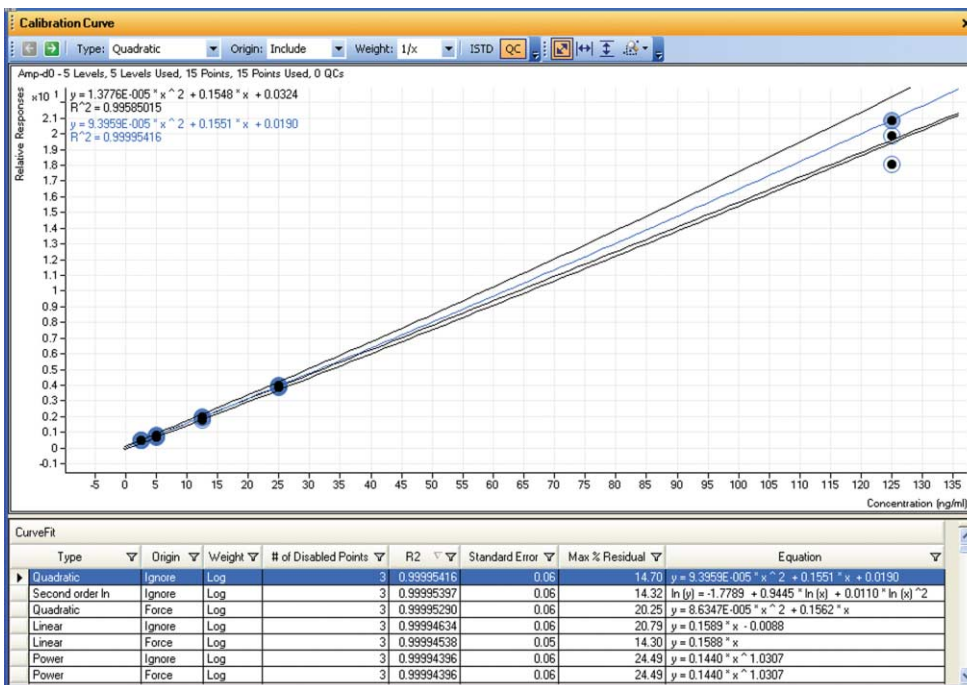 Calibration Curve
Type: Quadratic Origin: Include Weight: 1/x ISTD QC
Amp-d0 - 5 Levels, 5 Levels Used, 15 Points, 15 Points Used, 0 QCs
Relative Responses
x10 1
y = 1.3776E-005 * x ^ 2 + 0.1548 * x + 0.0324
R^2 = 0.99585015
y = 9.3959E-005 * x ^ 2 + 0.1551 * x + 0.0190
R^2 = 0.99995416
2.1
2
1.9
1.8
1.7
1.6
1.5
1.4
1.3
1.2
1.1
1
0.9
0.8
0.7
0.6
0.5
0.4
0.3
0.2
0.1
0
-0.1
-5 0 5 10 15 20 25 30 35 40 45 50 55 60 65 70 75 80 85 90 95 100 105 110 115 120 125 130 135
Concentration (ng/ml)
CurveFit
Type Origin Weight # of Disabled Points R2 Standard Error Max % Residual Equation
Quadratic Ignore Log 3 0.99995416 0.06 14.70 y = 9.3959E-005 * x ^ 2 + 0.1551 * x + 0.0190
Second order ln Ignore Log 3 0.99995397 0.06 14.32 ln (y) = -1.7789 + 0.9445 * ln (x) + 0.0110 * ln (x) ^2
Quadratic Force Log 3 0.99995290 0.06 20.25 y = 8.6347E-005 * x ^ 2 + 0.1562 * x
Linear Ignore Log 3 0.99994634 0.06 20.79 y = 0.1589 * x - 0.0088
Linear Force Log 3 0.99994538 0.05 14.30 y = 0.1588 * x
Power Ignore Log 3 0.99994396 0.06 24.49 y = 0.1440 * x ^ 1.0307
Power Force Log 3 0.99994396 0.06 24.49 y = 0.1440 * x ^ 1.0307